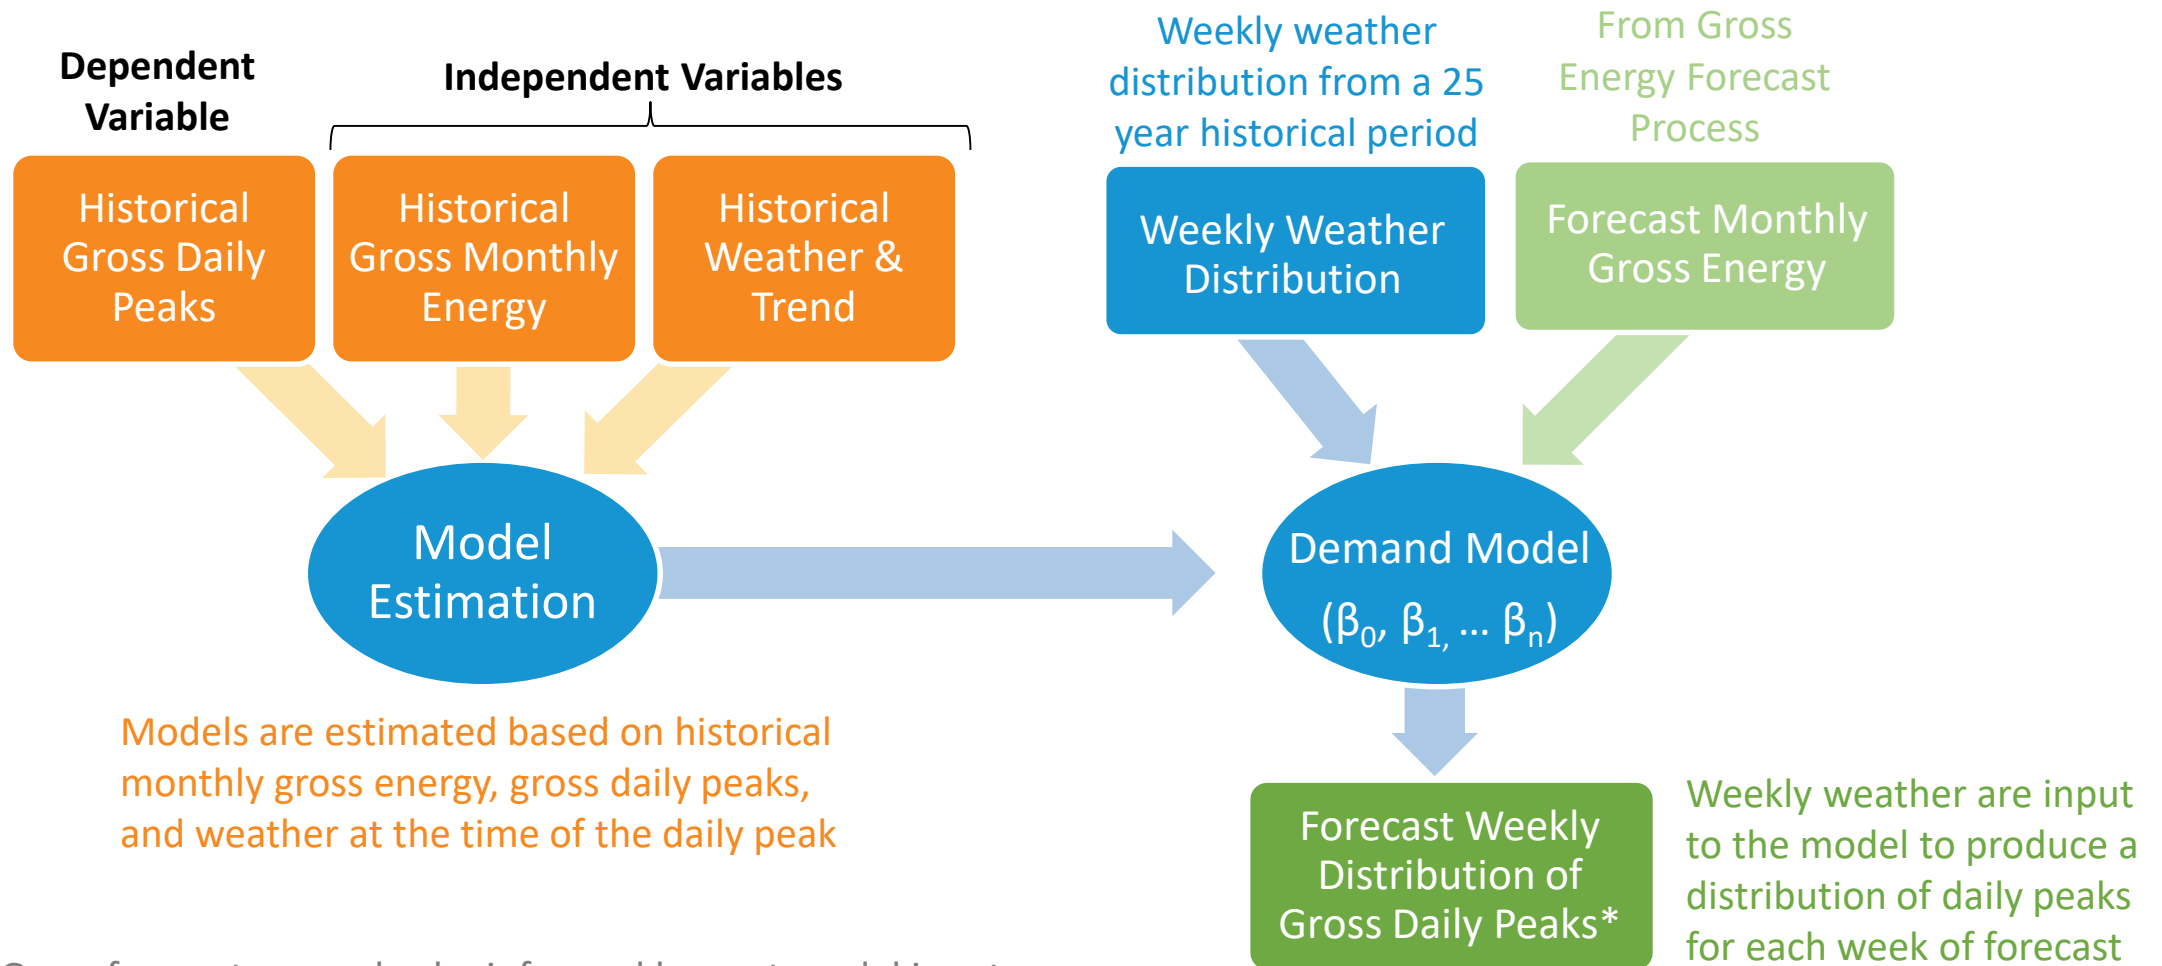 Dependent
Variable
Independent Variables
Historical
Gross Daily
Peaks
Historical
Gross Monthly
Energy
Historical
Weather &
Trend
Model
Estimation
Models are estimated based on historical
monthly gross energy, gross daily peaks,
and weather at the time of the daily peak
Weekly weather
distribution from a 25
year historical period
From Gross
Energy Forecast
Process
Weekly Weather
Distribution
Forecast Monthly
Gross Energy
Demand Model
(β0, β1, … βn)
Forecast Weekly
Distribution of
Gross Daily Peaks*
Weekly weather are input
to the model to produce a
distribution of daily peaks
for each week of forecast